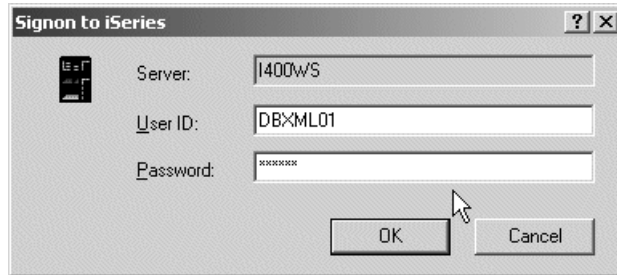 Signon to iSeries
Server: I400WS
User ID: DBXML01
Password: ******
OK Cancel